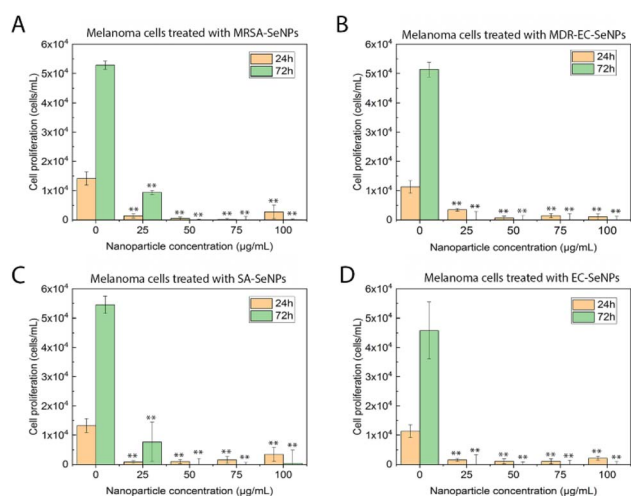 A
Melanoma cells treated with MRSA-SeNPs
6x10⁴
5x10⁴
4x10⁴
3x10⁴
2x10⁴
1x10⁴
0
Cell proliferation (cells/mL)
24h
72h
** ** ** ** ** ** ** **
0 25 50 75 100
Nanoparticle concentration (µg/mL)
B
Melanoma cells treated with MDR-EC-SeNPs
6x10⁴
5x10⁴
4x10⁴
3x10⁴
2x10⁴
1x10⁴
0
Cell proliferation (cells/mL)
24h
72h
** ** ** ** ** ** ** **
0 25 50 75 100
Nanoparticle concentration (µg/mL)
C
Melanoma cells treated with SA-SeNPs
6x10⁴
5x10⁴
4x10⁴
3x10⁴
2x10⁴
1x10⁴
0
Cell proliferation (cells/mL)
24h
72h
** ** ** ** ** ** ** **
0 25 50 75 100
Nanoparticle concentration (µg/mL)
D
Melanoma cells treated with EC-SeNPs
6x10⁴
5x10⁴
4x10⁴
3x10⁴
2x10⁴
1x10⁴
0
Cell proliferation (cells/mL)
24h
72h
** ** ** ** ** ** ** **
0 25 50 75 100
Nanoparticle concentration (µg/mL)